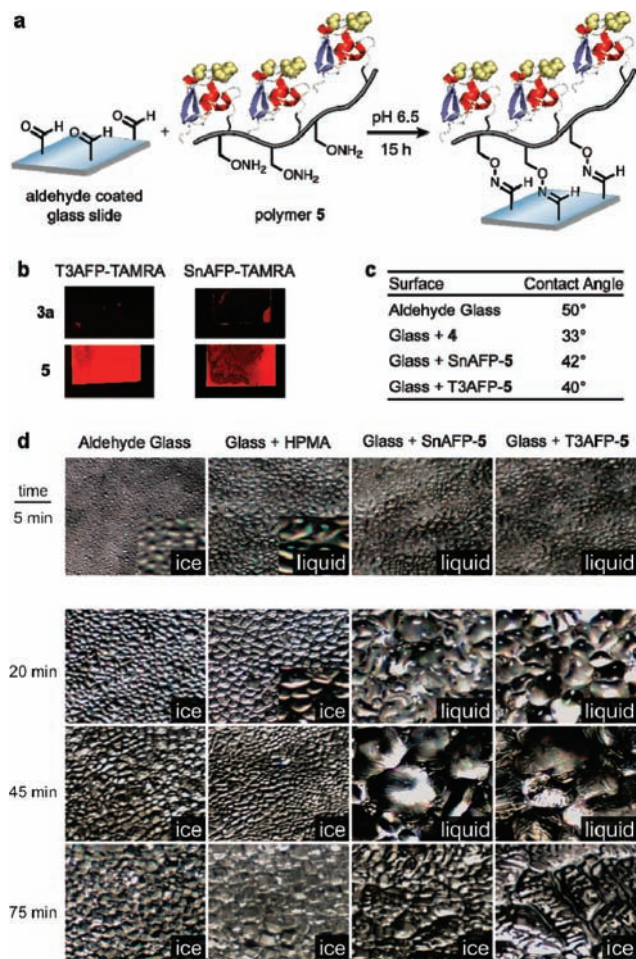 a
O H
O H
O H
+
aldehyde coated
glass slide
ONH2
ONH2
ONH2
polymer 5
pH 6.5
15 h
O O O
N N N
H H H
b
T3AFP-TAMRA SnAFP-TAMRA
3a
5
c
Surface Contact Angle
Aldehyde Glass 50°
Glass + 4 33°
Glass + SnAFP-5 42°
Glass + T3AFP-5 40°
d
Aldehyde Glass Glass + HPMA Glass + SnAFP-5 Glass + T3AFP-5
time
5 min
ice liquid
20 min
ice ice liquid liquid
45 min
ice ice liquid liquid
75 min
ice ice ice ice